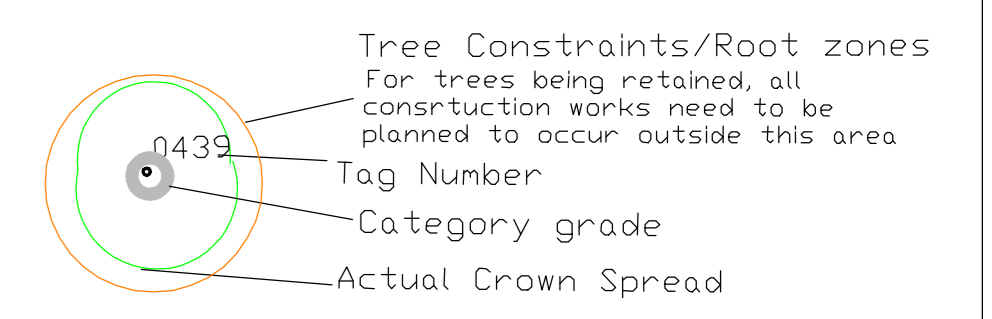 Tree Constraints/Root zones
For trees being retained, all
consrtuction works need to be
planned to occur outside this area
0439
Tag Number
Category grade
Actual Crown Spread